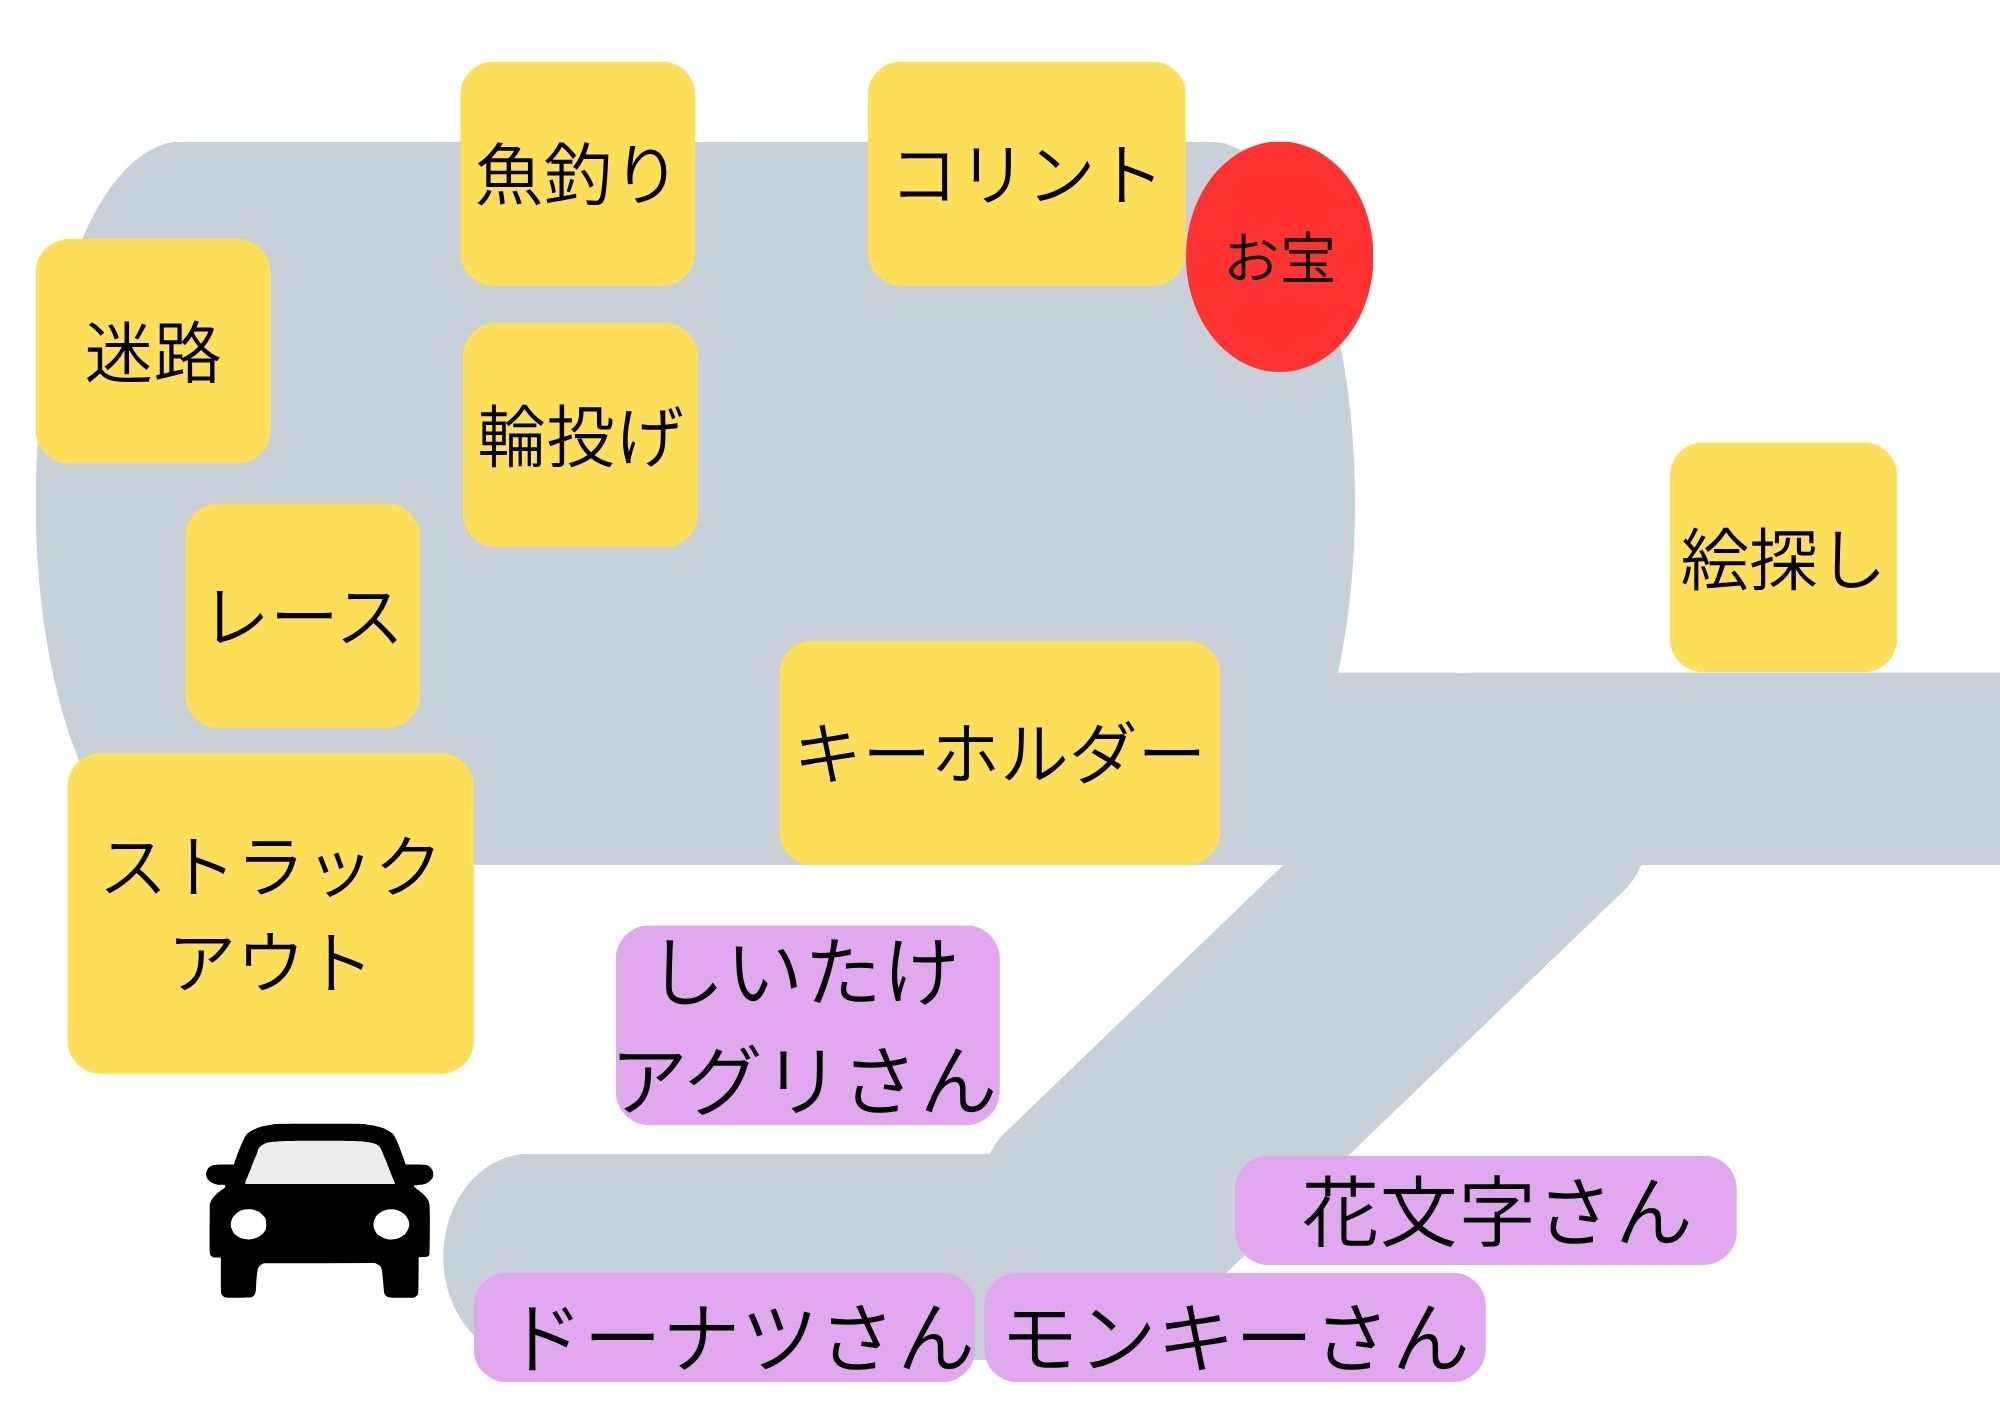 魚釣り
コリント
お宝
迷路
輪投げ
絵探し
レース
キーホルダー
ストラック
アウト
しいたけ
アグリさん
花文字さん
ドーナツさん
モンキーさん